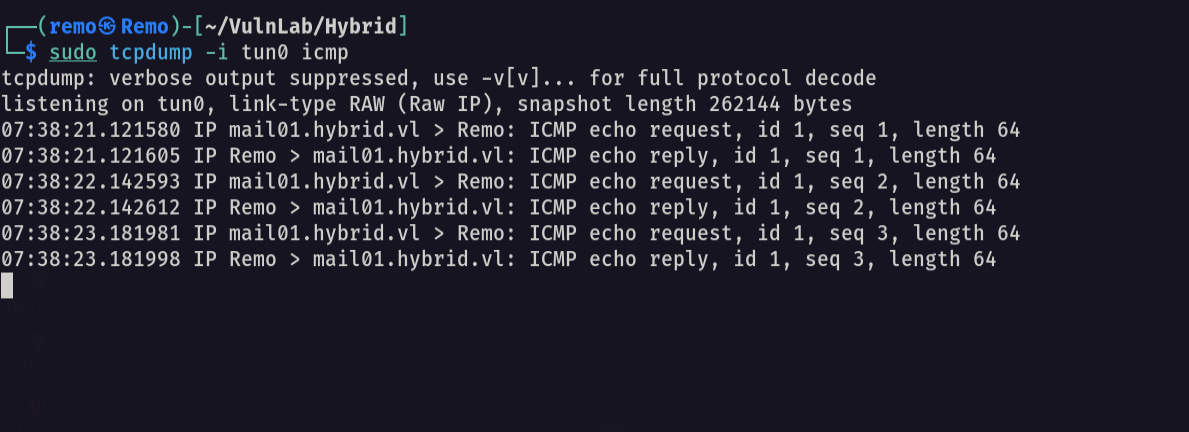 ┌──(remo㉿Remo)-[~/VulnLab/Hybrid]
└─$ sudo tcpdump -i tun0 icmp
tcpdump: verbose output suppressed, use -v[v]... for full protocol decode
listening on tun0, link-type RAW (Raw IP), snapshot length 262144 bytes
07:38:21.121580 IP mail01.hybrid.vl > Remo: ICMP echo request, id 1, seq 1, length 64
07:38:21.121605 IP Remo > mail01.hybrid.vl: ICMP echo reply, id 1, seq 1, length 64
07:38:22.142593 IP mail01.hybrid.vl > Remo: ICMP echo request, id 1, seq 2, length 64
07:38:22.142612 IP Remo > mail01.hybrid.vl: ICMP echo reply, id 1, seq 2, length 64
07:38:23.181981 IP mail01.hybrid.vl > Remo: ICMP echo request, id 1, seq 3, length 64
07:38:23.181998 IP Remo > mail01.hybrid.vl: ICMP echo reply, id 1, seq 3, length 64